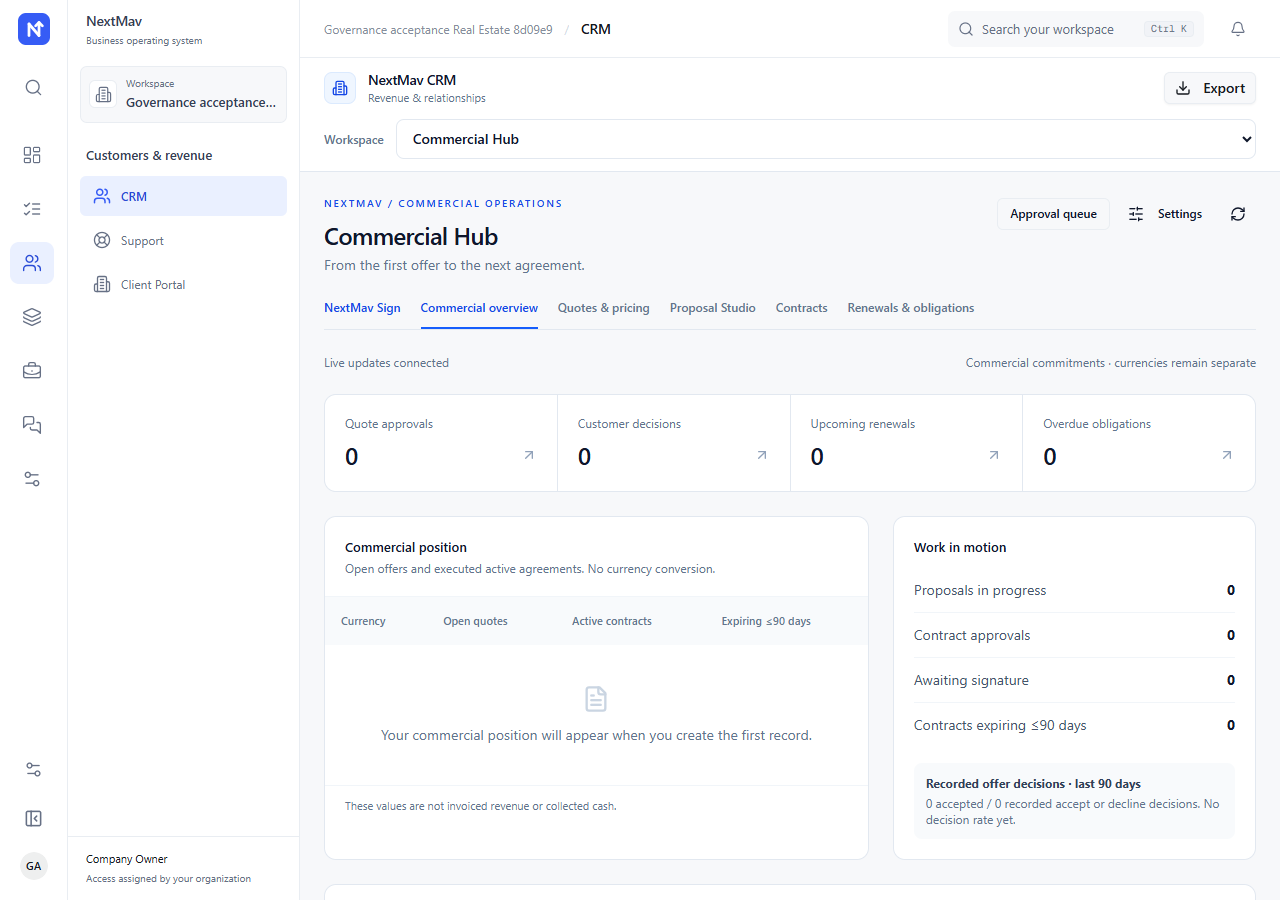 NextMav
Business operating system
Workspace
Governance acceptance...
Customers & revenue
CRM
Support
Client Portal
GA
Company Owner
Access assigned by your organization
Governance acceptance Real Estate 8d09e9 / CRM
Search your workspace Ctrl K
NextMav CRM
Revenue & relationships
Export
Workspace Commercial Hub
NEXTMAV / COMMERCIAL OPERATIONS
Commercial Hub
From the first offer to the next agreement.
Approval queue Settings
NextMav Sign Commercial overview Quotes & pricing Proposal Studio Contracts Renewals & obligations
Live updates connected Commercial commitments · currencies remain separate
Quote approvals Customer decisions Upcoming renewals Overdue obligations
0 0 0 0
Commercial position
Open offers and executed active agreements. No currency conversion.
Currency Open quotes Active contracts Expiring ≤90 days
Your commercial position will appear when you create the first record.
These values are not invoiced revenue or collected cash.
Work in motion
Proposals in progress 0
Contract approvals 0
Awaiting signature 0
Contracts expiring ≤90 days 0
Recorded offer decisions · last 90 days
0 accepted / 0 recorded accept or decline decisions. No
decision rate yet.